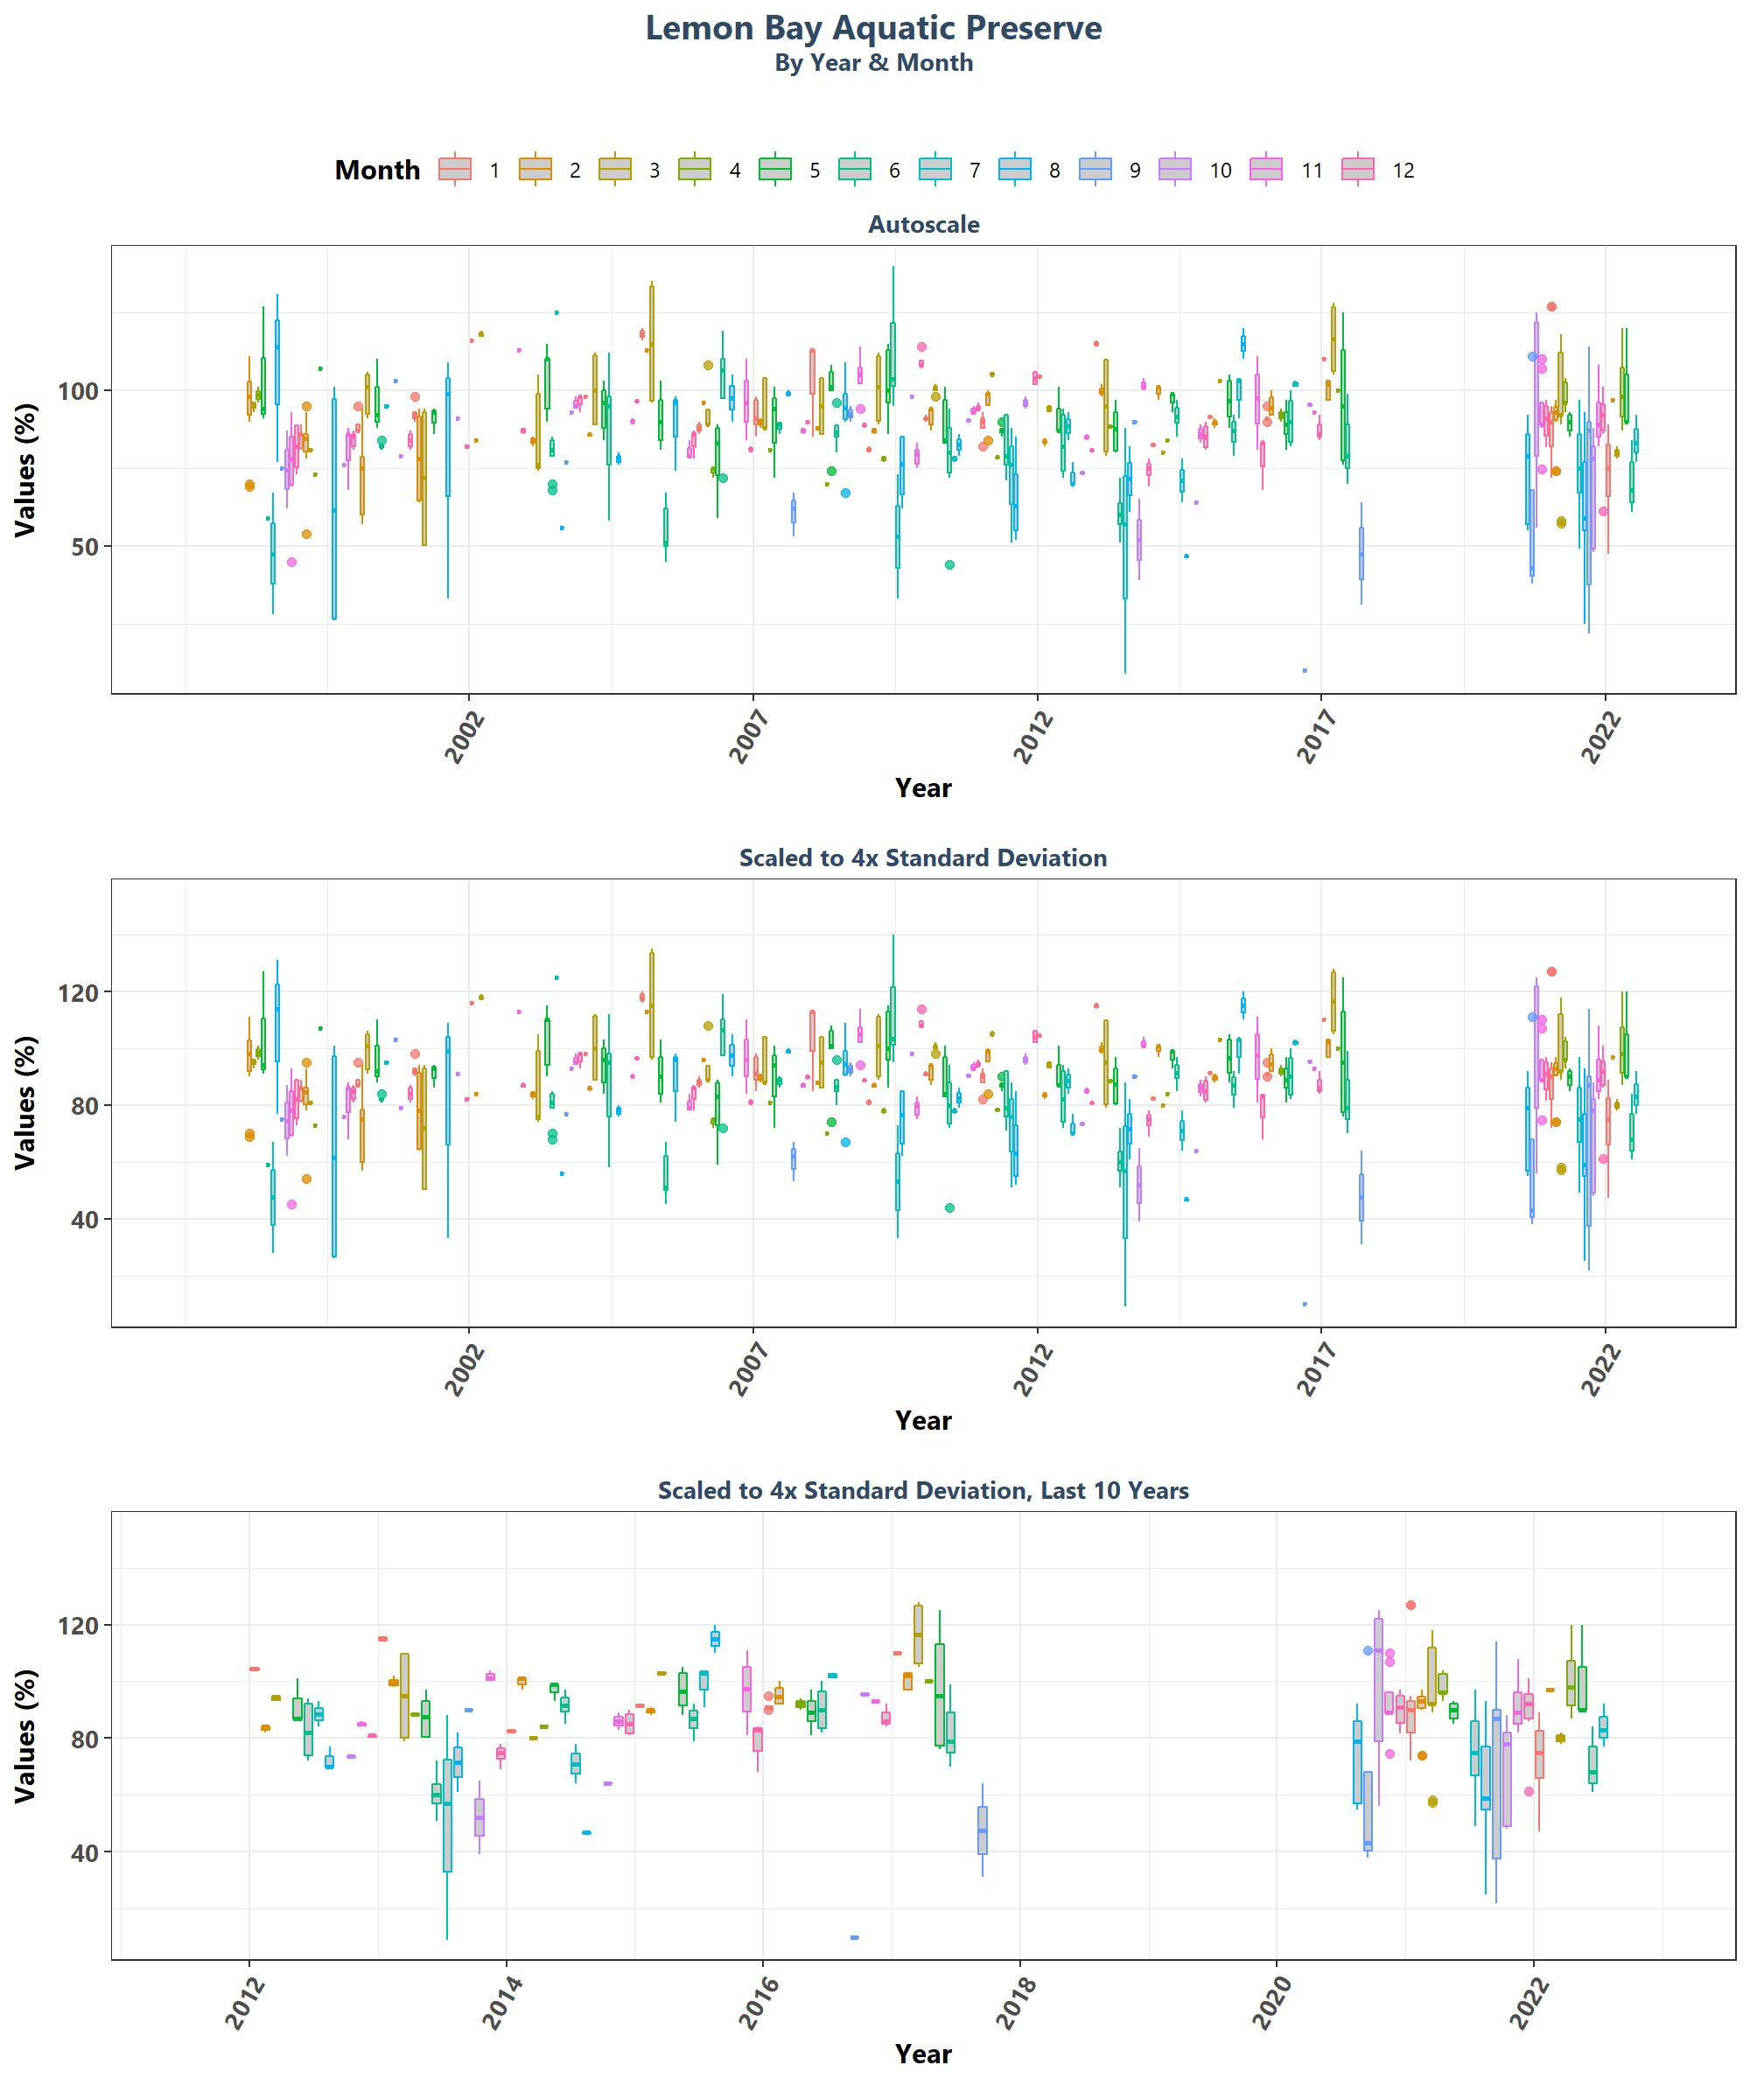 Lemon Bay Aquatic Preserve
By Year & Month
Month 1 2 3 4 5 6 7 8 9 10 11 12
Autoscale
Values (%)
100
50
2002 2007 2012 2017 2022
Year
Scaled to 4x Standard Deviation
Values (%)
120
80
40
2002 2007 2012 2017 2022
Year
Scaled to 4x Standard Deviation, Last 10 Years
Values (%)
120
80
40
2012 2014 2016 2018 2020 2022
Year